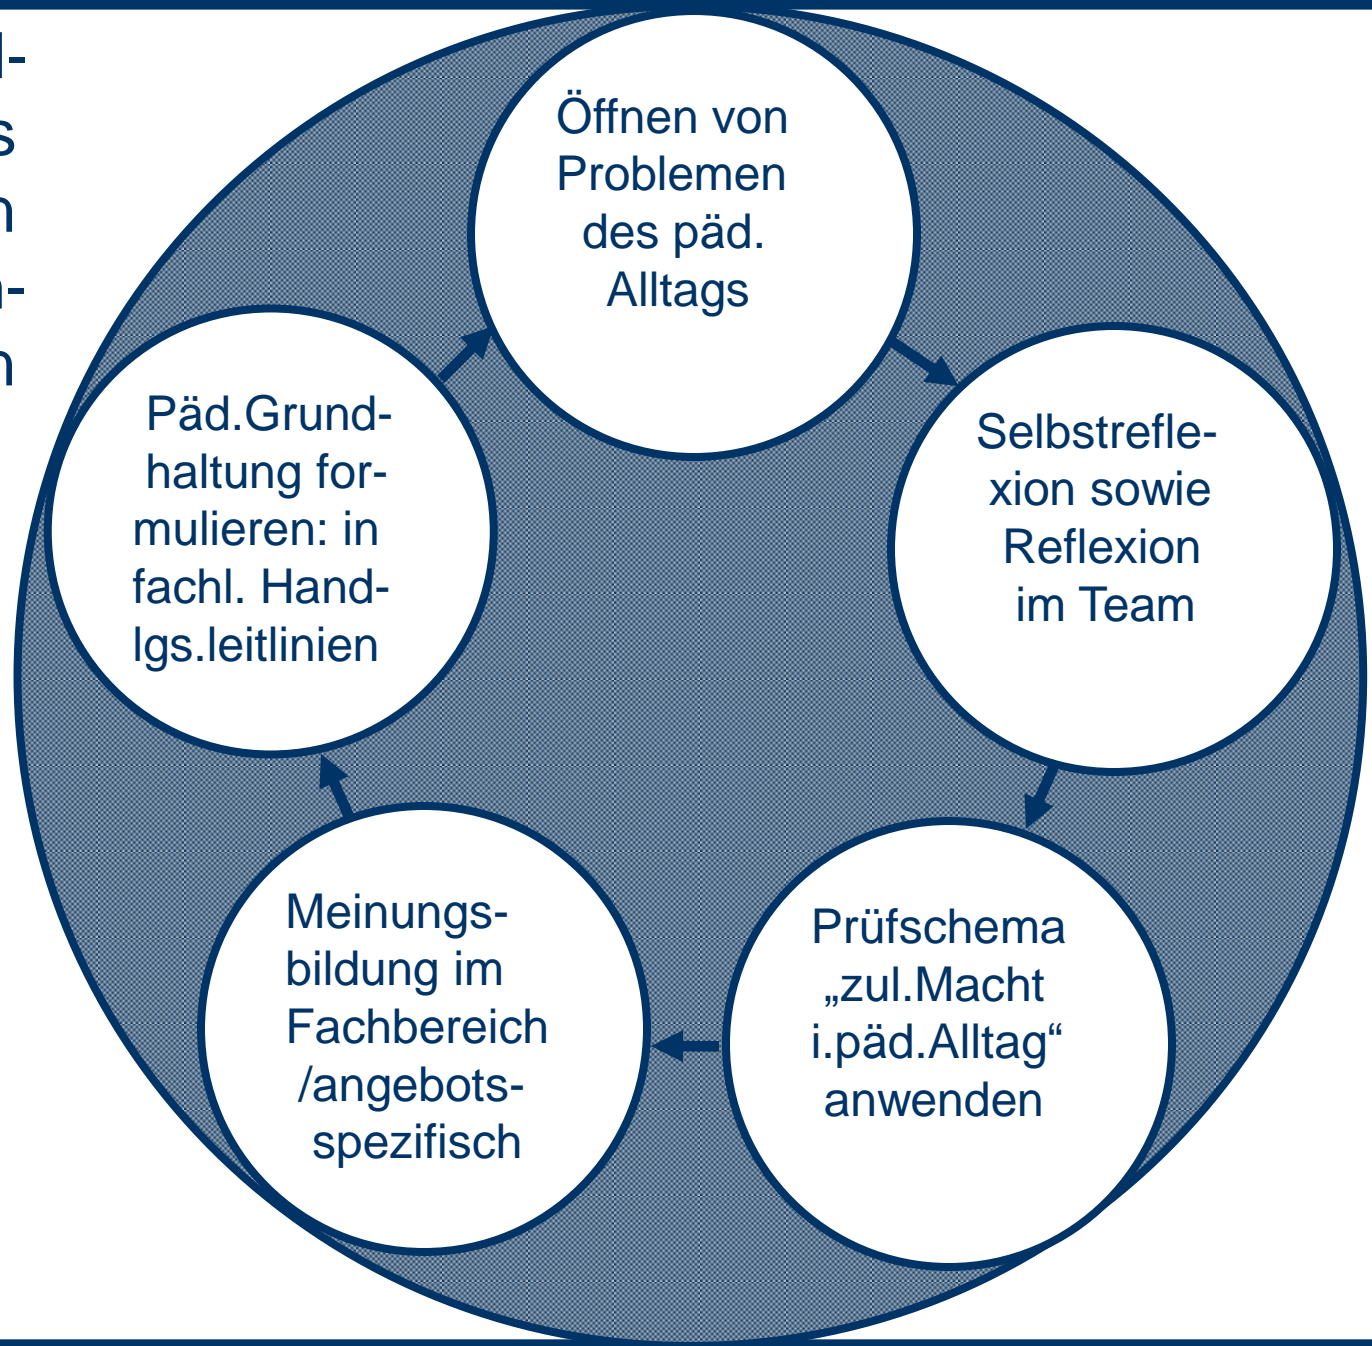 Öffnen von
Problemen
des päd.
Alltags
Selbstrefle-
xion sowie
Reflexion
im Team
Prüfschema
„zul.Macht
i.päd.Alltag“
anwenden
Meinungs-
bildung im
Fachbereich
/angebots-
spezifisch
Päd.Grund-
haltung for-
mulieren: in
fachl. Hand-
lgs.leitlinien